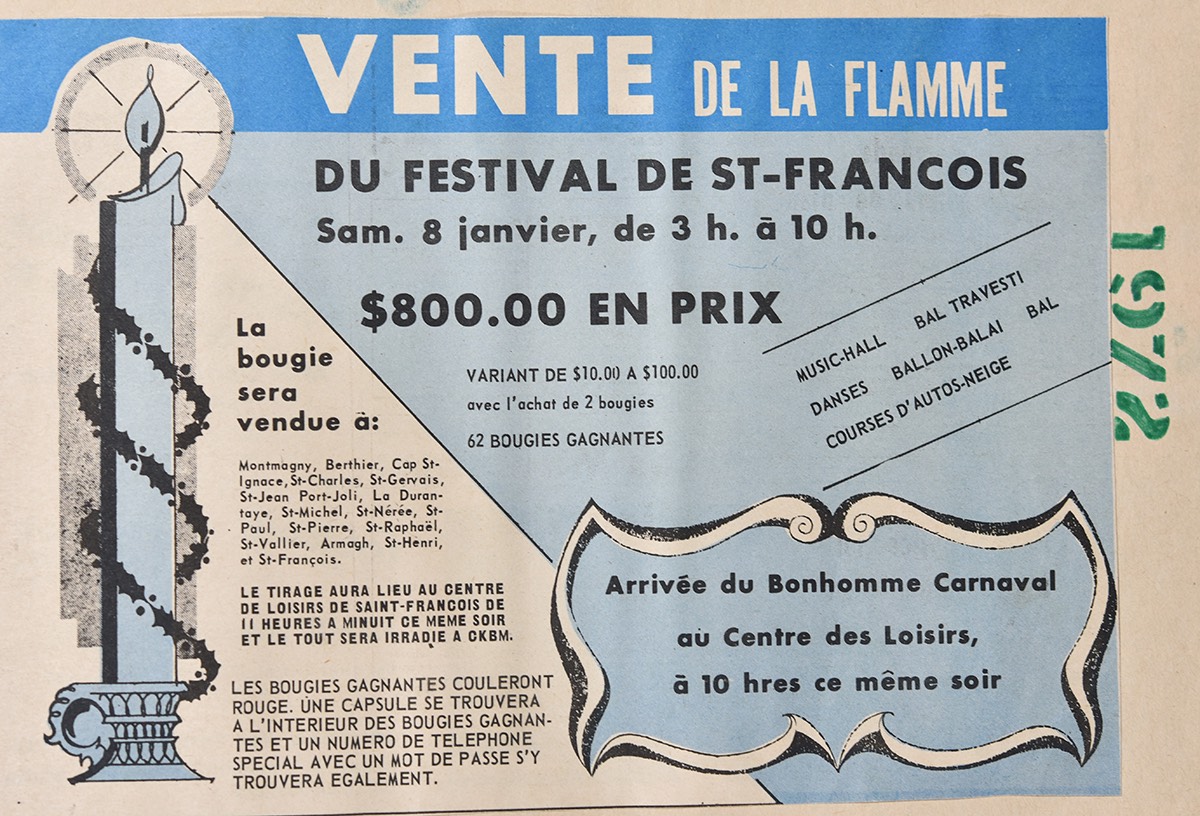 VENTE DE LA FLAMME
DU FESTIVAL DE ST-FRANCOIS
Sam. 8 janvier, de 3 h. à 10 h.
$800.00 EN PRIX
VARIANT DE $10.00 A $100.00
avec l'achat de 2 bougies
62 BOUGIES GAGNANTES
MUSIC-HALL BAL TRAVESTI
DANSES BALLON-BALAI BAL
COURSES D'AUTOS-NEIGE
1972
La
bougie
sera
vendue à:
Montmagny, Berthier, Cap St-
Ignace, St-Charles, St-Gervais,
St-Jean Port-Joli, La Duran-
taye, St-Michel, St-Nérée, St-
Paul, St-Pierre, St-Raphaël,
St-Vallier, Armagh, St-Henri,
et St-François.
LE TIRAGE AURA LIEU AU CENTRE
DE LOISIRS DE SAINT-FRANCOIS DE
11 HEURES A MINUIT CE MEME SOIR
ET LE TOUT SERA IRRADIE A CKBM.
LES BOUGIES GAGNANTES COULERONT
ROUGE. UNE CAPSULE SE TROUVERA
A L'INTERIEUR DES BOUGIES GAGNAN-
TES ET UN NUMERO DE TELEPHONE
SPECIAL AVEC UN MOT DE PASSE S'Y
TROUVERA EGALEMENT.
Arrivée du Bonhomme Carnaval
au Centre des Loisirs,
à 10 hres ce même soir